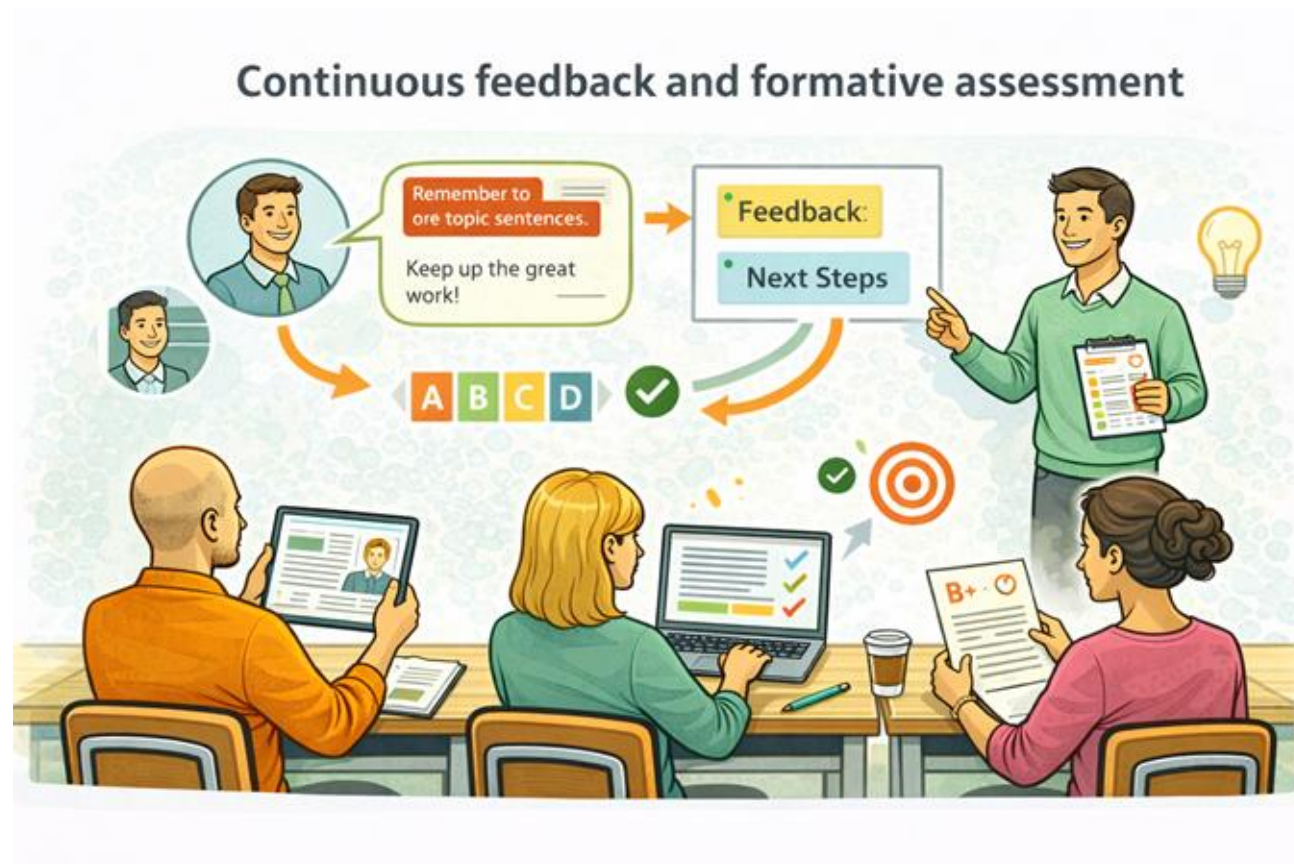 Continuous feedback and formative assessment
Remember to
ore topic sentences.
Keep up the great
work!
Feedback:
Next Steps
A B C D
B+